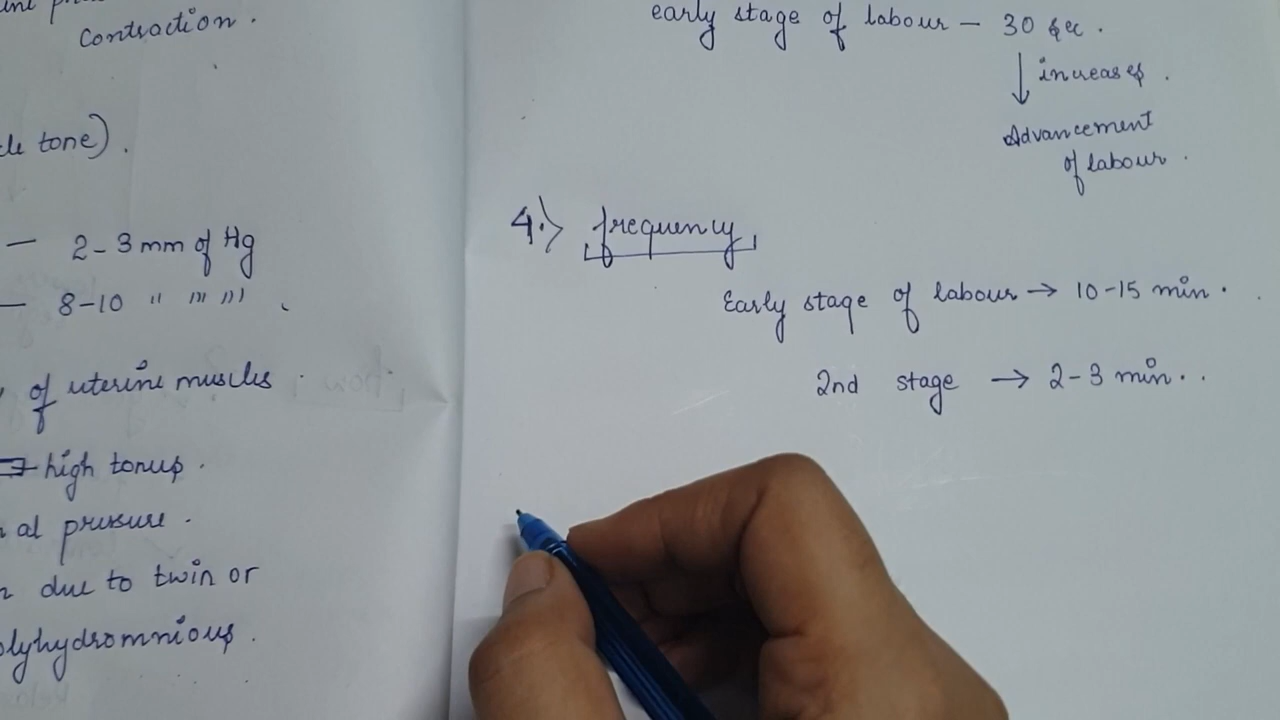 contraction.
tone).
— 2-3 mm of Hg
— 8-10 " "' "'
of uterine muscles
high tonus.
al pressure.
due to twin or
olyhydromnious.
early stage of labour — 30 sec.
↓ increases.
Advancement
of labour.
4.) frequency
Early stage of labour → 10-15 min.
2nd stage → 2-3 min..